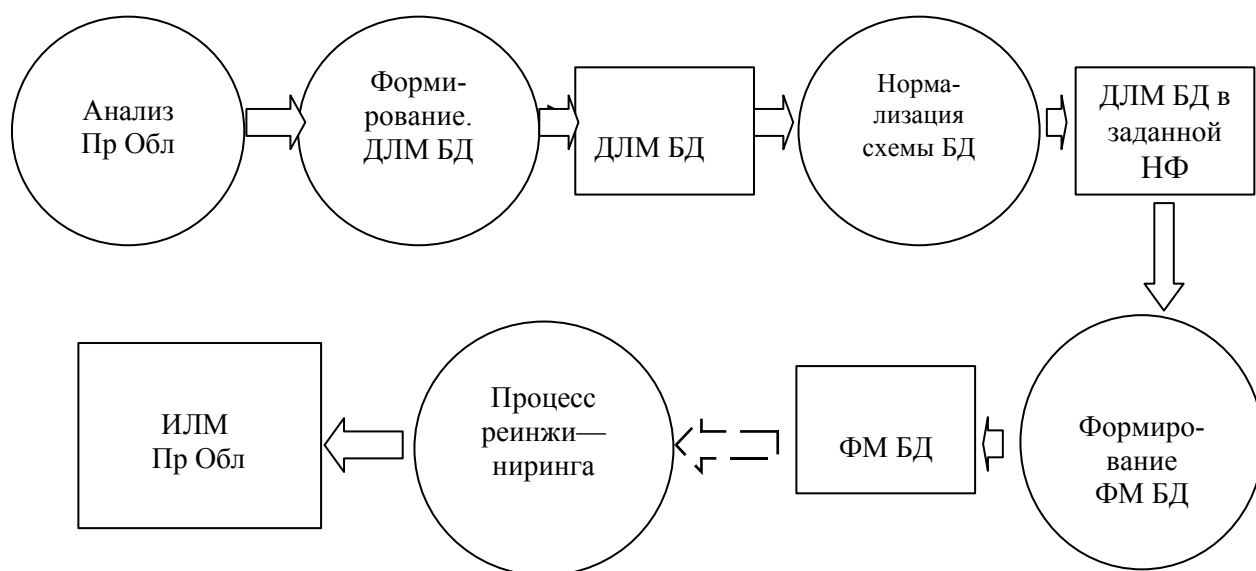 Анализ
Пр Обл
Форми-
рование.
ДЛМ БД
ДЛМ БД
Норма-
лизация
схемы БД
ДЛМ БД в
заданной
НФ
ИЛМ
Пр Обл
Процесс
реинжи—
ниринга
ФМ БД
Формиро-
вание
ФМ БД